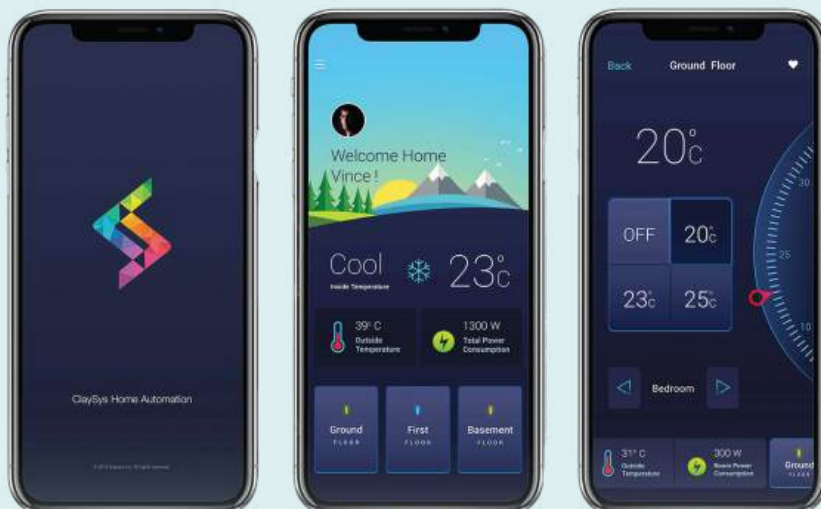 ClaySys Home Automation
Welcome Home
Vince !
Cool
Inside Temperature
23°c
39° C
Outside
Temperature
1300 W
Total Power
Consumption
Ground
FLOOR
First
FLOOR
Basement
FLOOR
Back
Ground Floor
20°c
OFF
20°c
23°c
25°c
30
25
10
Bedroom
31° C
Outside
Temperature
300 W
Room Power
Consumption
Ground
FLOOR